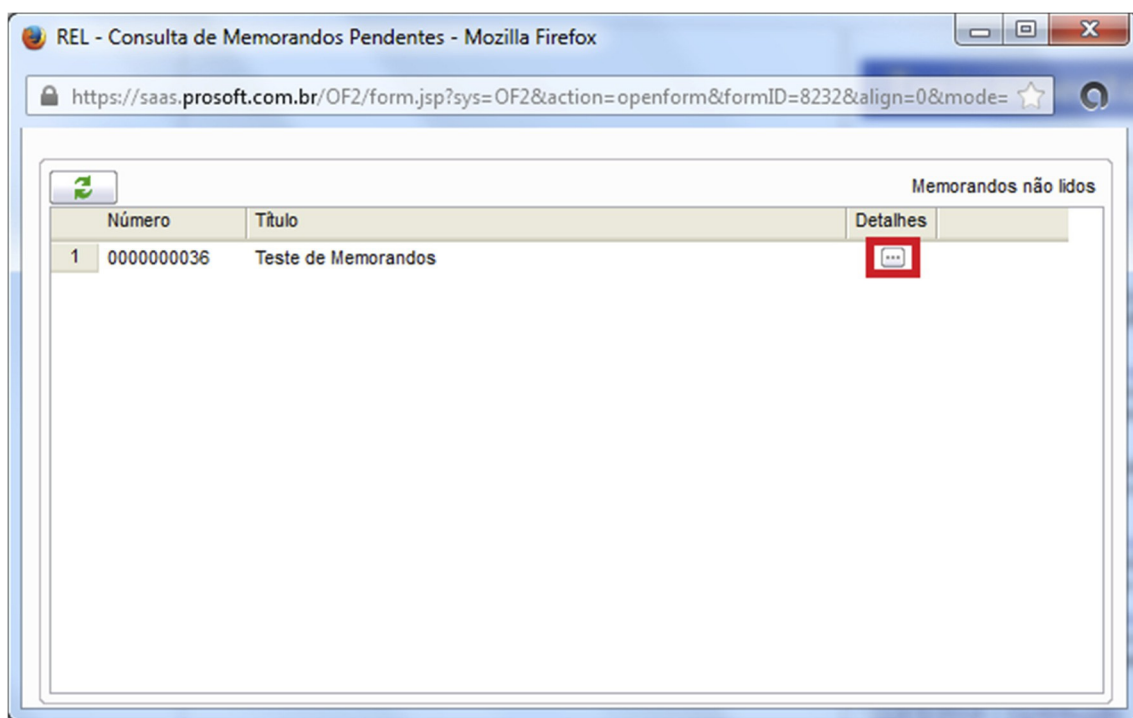 REL - Consulta de Memorandos Pendentes - Mozilla Firefox
https://saas.prosoft.com.br/OF2/form.jsp?sys=OF2&action=openform&formID=8232&align=0&mode=
Memorandos não lidos
Número Título Detalhes
1 0000000036 Teste de Memorandos ...